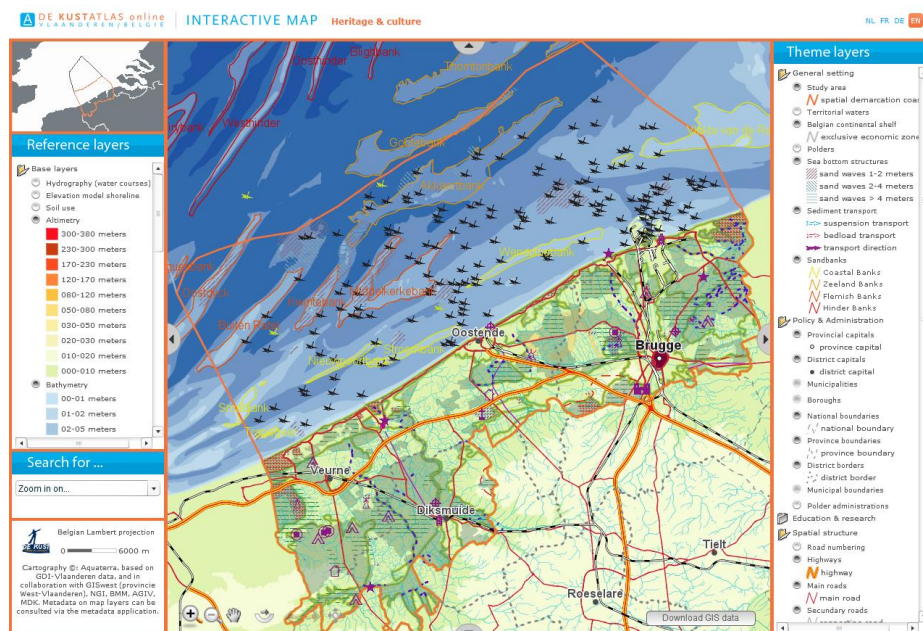 DE KUSTATLAS online
VLAANDEREN/BELGIË
INTERACTIVE MAP
Heritage & culture
NL FR DE EN
Reference layers
Base layers
Hydrography (water courses)
Elevation model shoreline
Soil use
Altimetry
300-380 meters
230-300 meters
170-230 meters
120-170 meters
080-120 meters
050-080 meters
030-050 meters
020-030 meters
010-020 meters
000-010 meters
Bathymetry
00-01 meters
01-02 meters
02-05 meters
Search for ...
Zoom in on...
DE KUST
Belgian Lambert projection
0 6000 m
Cartography ©: Aquaterra, based on
GDI-Vlaanderen data, and in
collaboration with GISwest (provincie
West-Vlaanderen), NGI, BMM, AGIV,
MDK. Metadata on map layers can be
consulted via the metadata application.
Oosthinder
Westhinder
Thorntonbank
Oostende
Brugge
Veurne
Diksmuide
Tielt
Roeselare
Download GIS data
Theme layers
General setting
Study area
spatial demarcation coa
Territorial waters
Belgian continental shelf
exclusive economic zone
Polders
Sea bottom structures
sand waves 1-2 meters
sand waves 2-4 meters
sand waves > 4 meters
Sediment transport
suspension transport
bedload transport
transport direction
Sandbanks
Coastal Banks
Zeeland Banks
Flemish Banks
Hinder Banks
Policy & Administration
Provincial capitals
province capital
District capitals
district capital
Municipalities
Boroughs
National boundaries
national boundary
Province boundaries
province boundary
District borders
district border
Municipal boundaries
Polder administrations
Education & research
Spatial structure
Road numbering
Highways
highway
Main roads
main road
Secundary roads